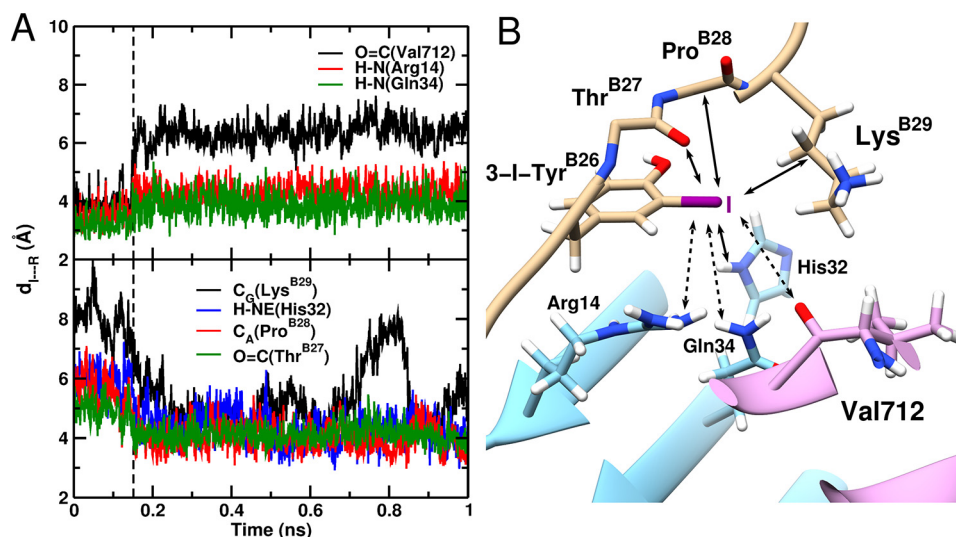 A
10
8
6
4
2
O=C(Val712)
H-N(Arg14)
H-N(Gln34)
d I---R (Å)
8
6
4
2
C_G(Lys^B29)
H-NE(His32)
C_A(Pro^B28)
O=C(Thr^B27)
0 0.2 0.4 0.6 0.8 1
Time (ns)
B
Pro^B28
Thr^B27
Lys^B29
3-I-Tyr^B26
I
His32
Arg14
Gln34
Val712